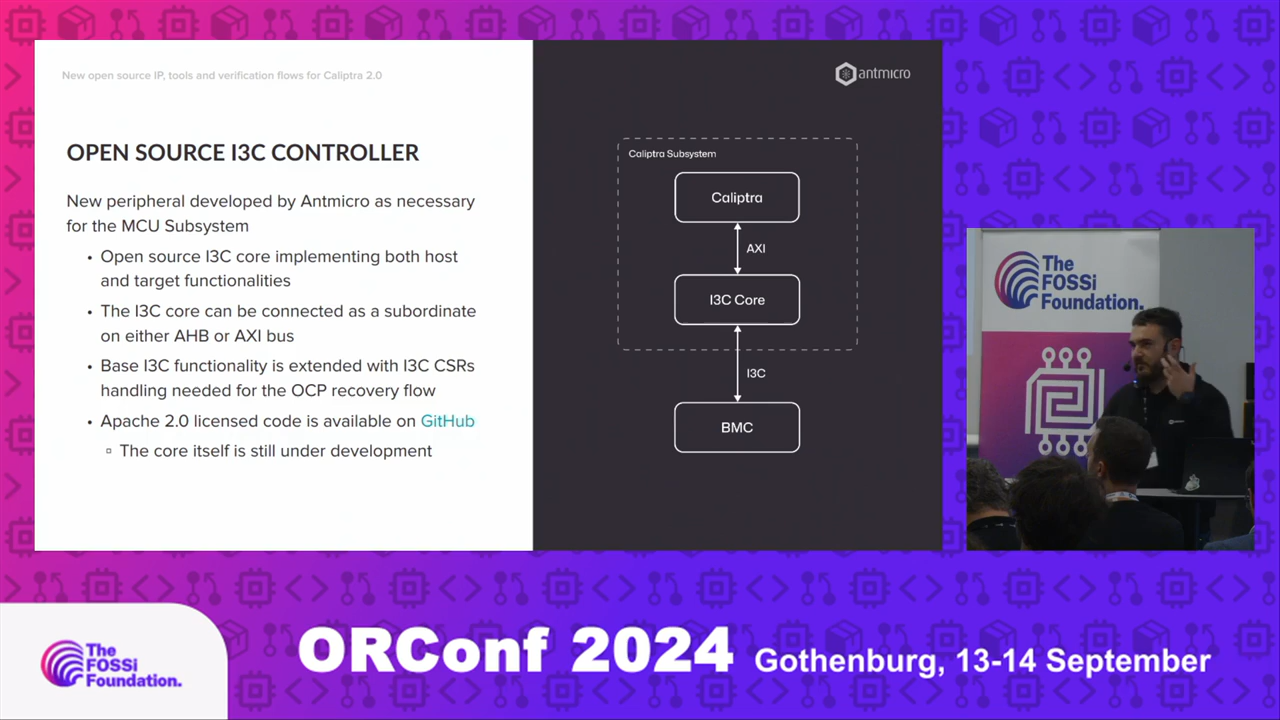 New open source IP, tools and verification flows for Caliptra 2.0
antmicro
OPEN SOURCE I3C CONTROLLER
New peripheral developed by Antmicro as necessary
for the MCU Subsystem
• Open source I3C core implementing both host
and target functionalities
• The I3C core can be connected as a subordinate
on either AHB or AXI bus
• Base I3C functionality is extended with I3C CSRs
handling needed for the OCP recovery flow
• Apache 2.0 licensed code is available on GitHub
▫ The core itself is still under development
Caliptra Subsystem
Caliptra
AXI
I3C Core
I3C
BMC
The
FOSSi
Foundation.
The
FOSSi
Foundation.
ORConf 2024 Gothenburg, 13-14 September